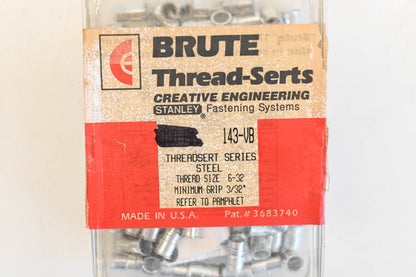 BRUTE
Thread-Serts
CREATIVE ENGINEERING
STANLEY® Fastening Systems
143-VB
THREADSERT SERIES
STEEL
THREAD SIZE 6-32
MINIMUM GRIP 3/32"
REFER TO PAMPHLET
MADE IN U.S.A. Pat.#3683740